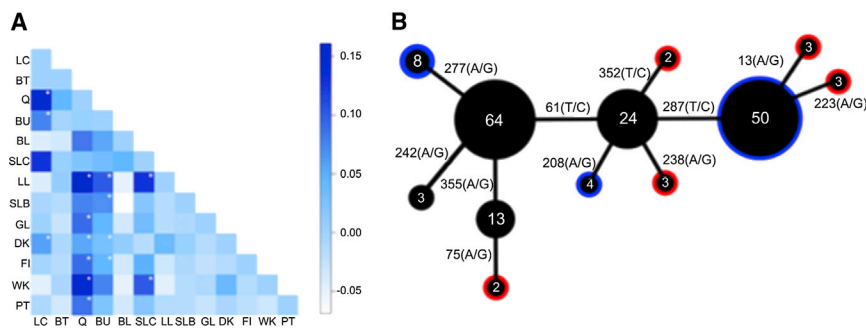 A
LC
BT
Q
BU
BL
SLC
LL
SLB
GL
DK
FI
WK
PT
LC BT Q BU BL SLC LL SLB GL DK FI WK PT
0.15
0.10
0.05
0.00
-0.05
B
8
277(A/G)
64
242(A/G)
3
355(A/G)
13
75(A/G)
2
61(T/C)
352(T/C)
2
24
287(T/C)
208(A/G)
4
238(A/G)
3
13(A/G)
3
3
223(A/G)
50